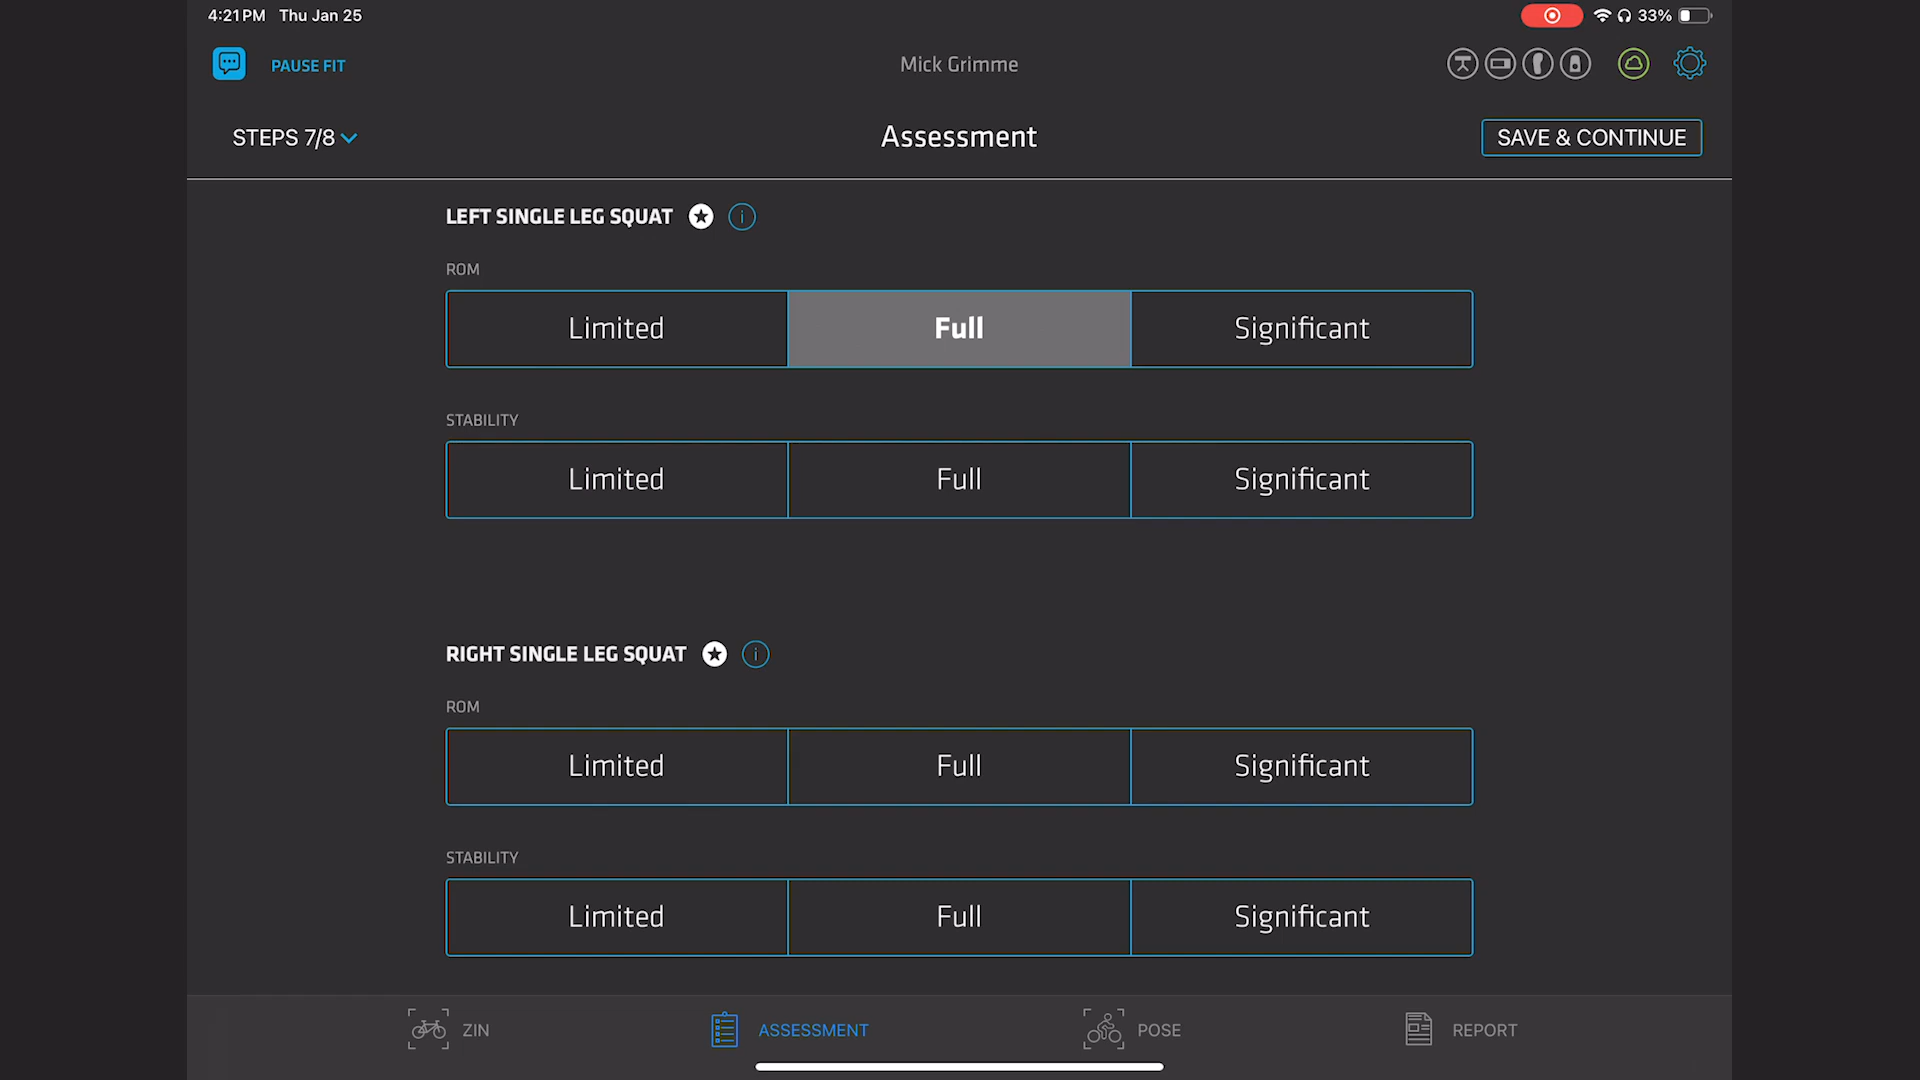 4:21 PM Thu Jan 25
33%
PAUSE FIT
Mick Grimme
STEPS 7/8
Assessment
SAVE & CONTINUE
LEFT SINGLE LEG SQUAT
ROM
Limited
Full
Significant
STABILITY
Limited
Full
Significant
RIGHT SINGLE LEG SQUAT
ROM
Limited
Full
Significant
STABILITY
Limited
Full
Significant
ZIN
ASSESSMENT
POSE
REPORT